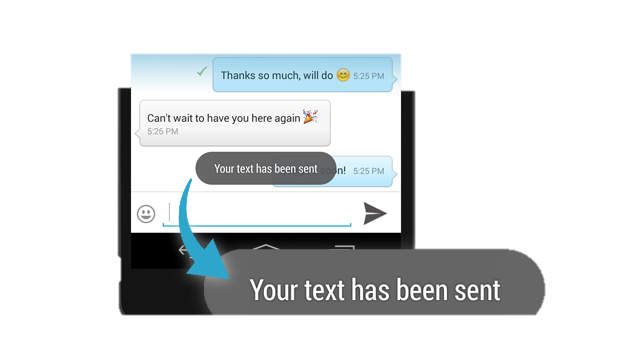 Thanks so much, will do 😊 5:25 PM
Can't wait to have you here again 🎉
5:26 PM
Your text has been sent
5:25 PM
Your text has been sent